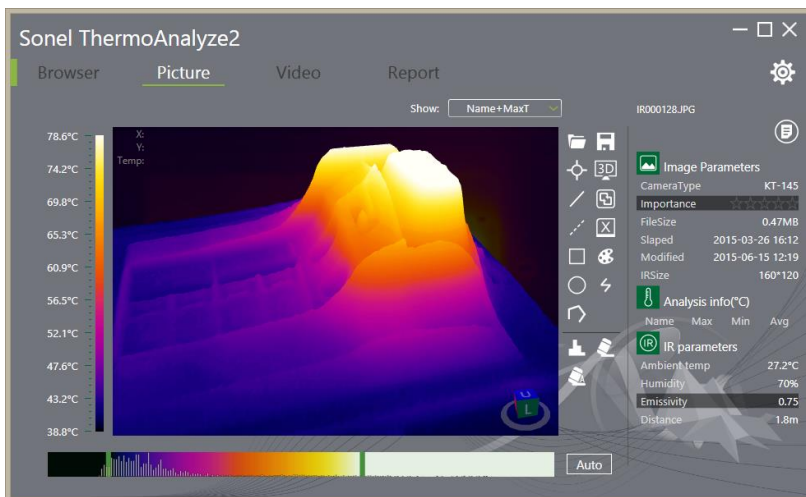 Sonel ThermoAnalyze2
Browser Picture Video Report
Show: Name+MaxT
IR000128.JPG
78.6°C
74.2°C
69.8°C
65.3°C
60.9°C
56.5°C
52.1°C
47.6°C
43.2°C
38.8°C
X:
Y:
Temp:
3D
X
U
L
Auto
Image Parameters
CameraType KT-145
Importance
FileSize 0.47MB
Slaped 2015-03-26 16:12
Modified 2015-06-15 12:19
IRSize 160*120
Analysis info(°C)
Name Max Min Avg
IR IR parameters
Ambient temp 27.2°C
Humidity 70%
Emissivity 0.75
Distance 1.8m